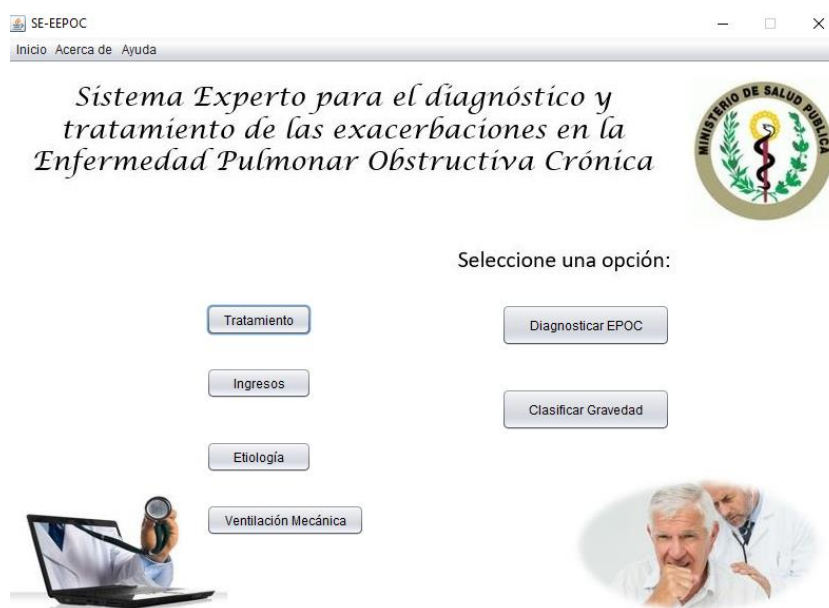 SE-EEPOC
Inicio Acerca de Ayuda
Sistema Experto para el diagnóstico y
tratamiento de las exacerbaciones en la
Enfermedad Pulmonar Obstructiva Crónica
MINISTERIO DE SALUD PÚBLICA
Seleccione una opción:
Tratamiento
Ingresos
Etiología
Ventilación Mecánica
Diagnosticar EPOC
Clasificar Gravedad